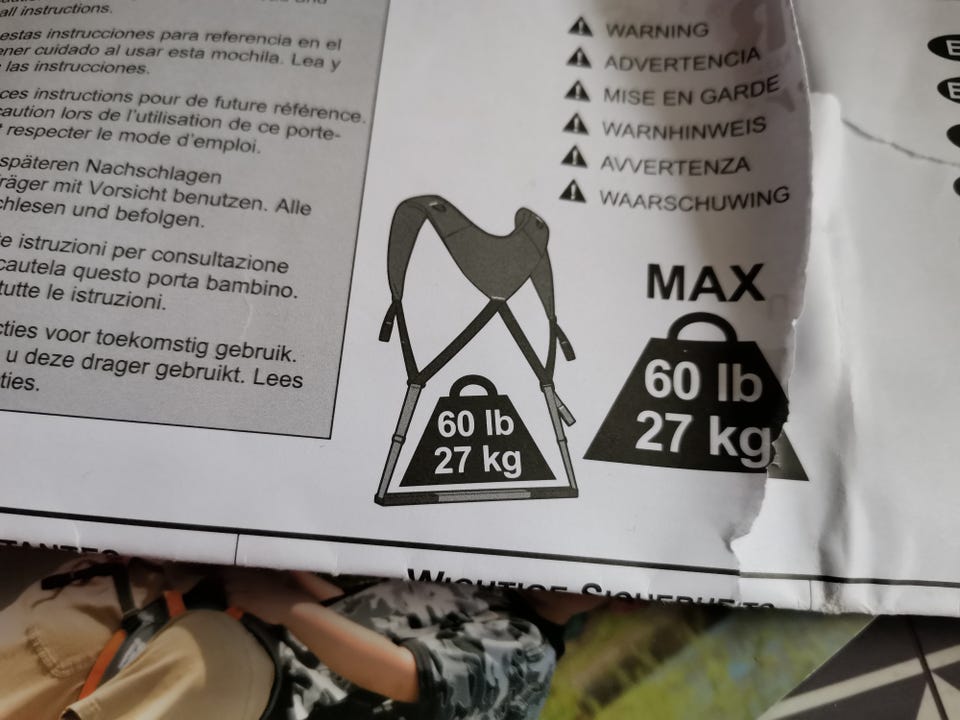 all instructions.
estas instrucciones para referencia en el
ener cuidado al usar esta mochila. Lea y
las instrucciones.
ces instructions pour de future référence.
caution lors de l'utilisation de ce porte-
respecter le mode d'emploi.
späteren Nachschlagen
räger mit Vorsicht benutzen. Alle
chlesen und befolgen.
te istruzioni per consultazione
cautela questo porta bambino.
tutte le istruzioni.
cties voor toekomstig gebruik.
u deze drager gebruikt. Lees
ties.
WARNING
ADVERTENCIA
MISE EN GARDE
WARNHINWEIS
AVVERTENZA
WAARSCHUWING
60 lb
27 kg
MAX
60 lb
27 kg
WICHTIGE SICHERHEITS